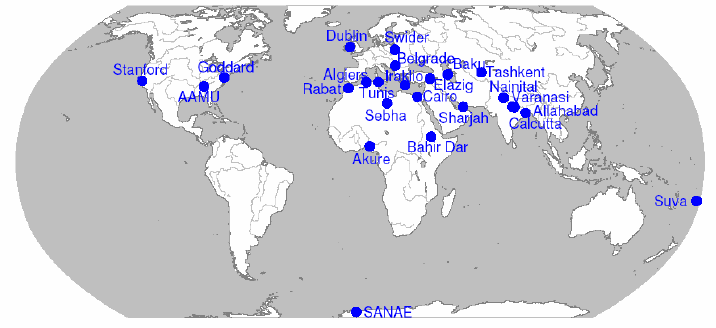 Dublin
Swider
Belgrade
Baku
Stanford
Goddard
Algiers
Iraklio
Tashkent
Nainital
Rabat
AAMU
Tunis
Elazig
Cairo
Varanasi
Sebha
Sharjah
Allahabad
Calcutta
Akure
Bahir Dar
Suva
SANAE